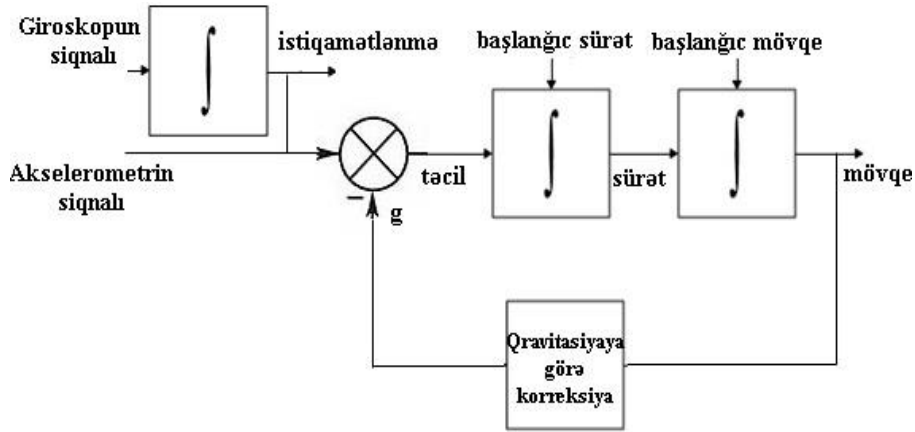 Giroskopun
siqnalı
istiqamətlənmə
başlanğıc sürət
başlanğıc mövqe
Akselerometrin
siqnalı
təcil
sürət
mövqe
g
Qravitasiyaya
görə
korreksiya